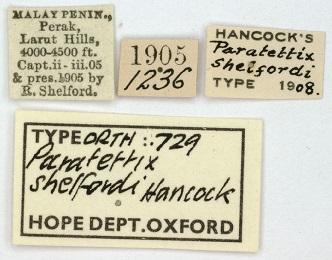 MALAY PENIN.,
Perak,
Larut Hills,
4000-4500 ft.
Capt. ii - iii. 05
& pres. 1905 by
R. Shelford.
1905
1236
HANCOCK'S
Paratettix
shelfordi
TYPE 1908.
TYPE ORTH :: 729
Paratettix
shelfordi Hancock
HOPE DEPT. OXFORD